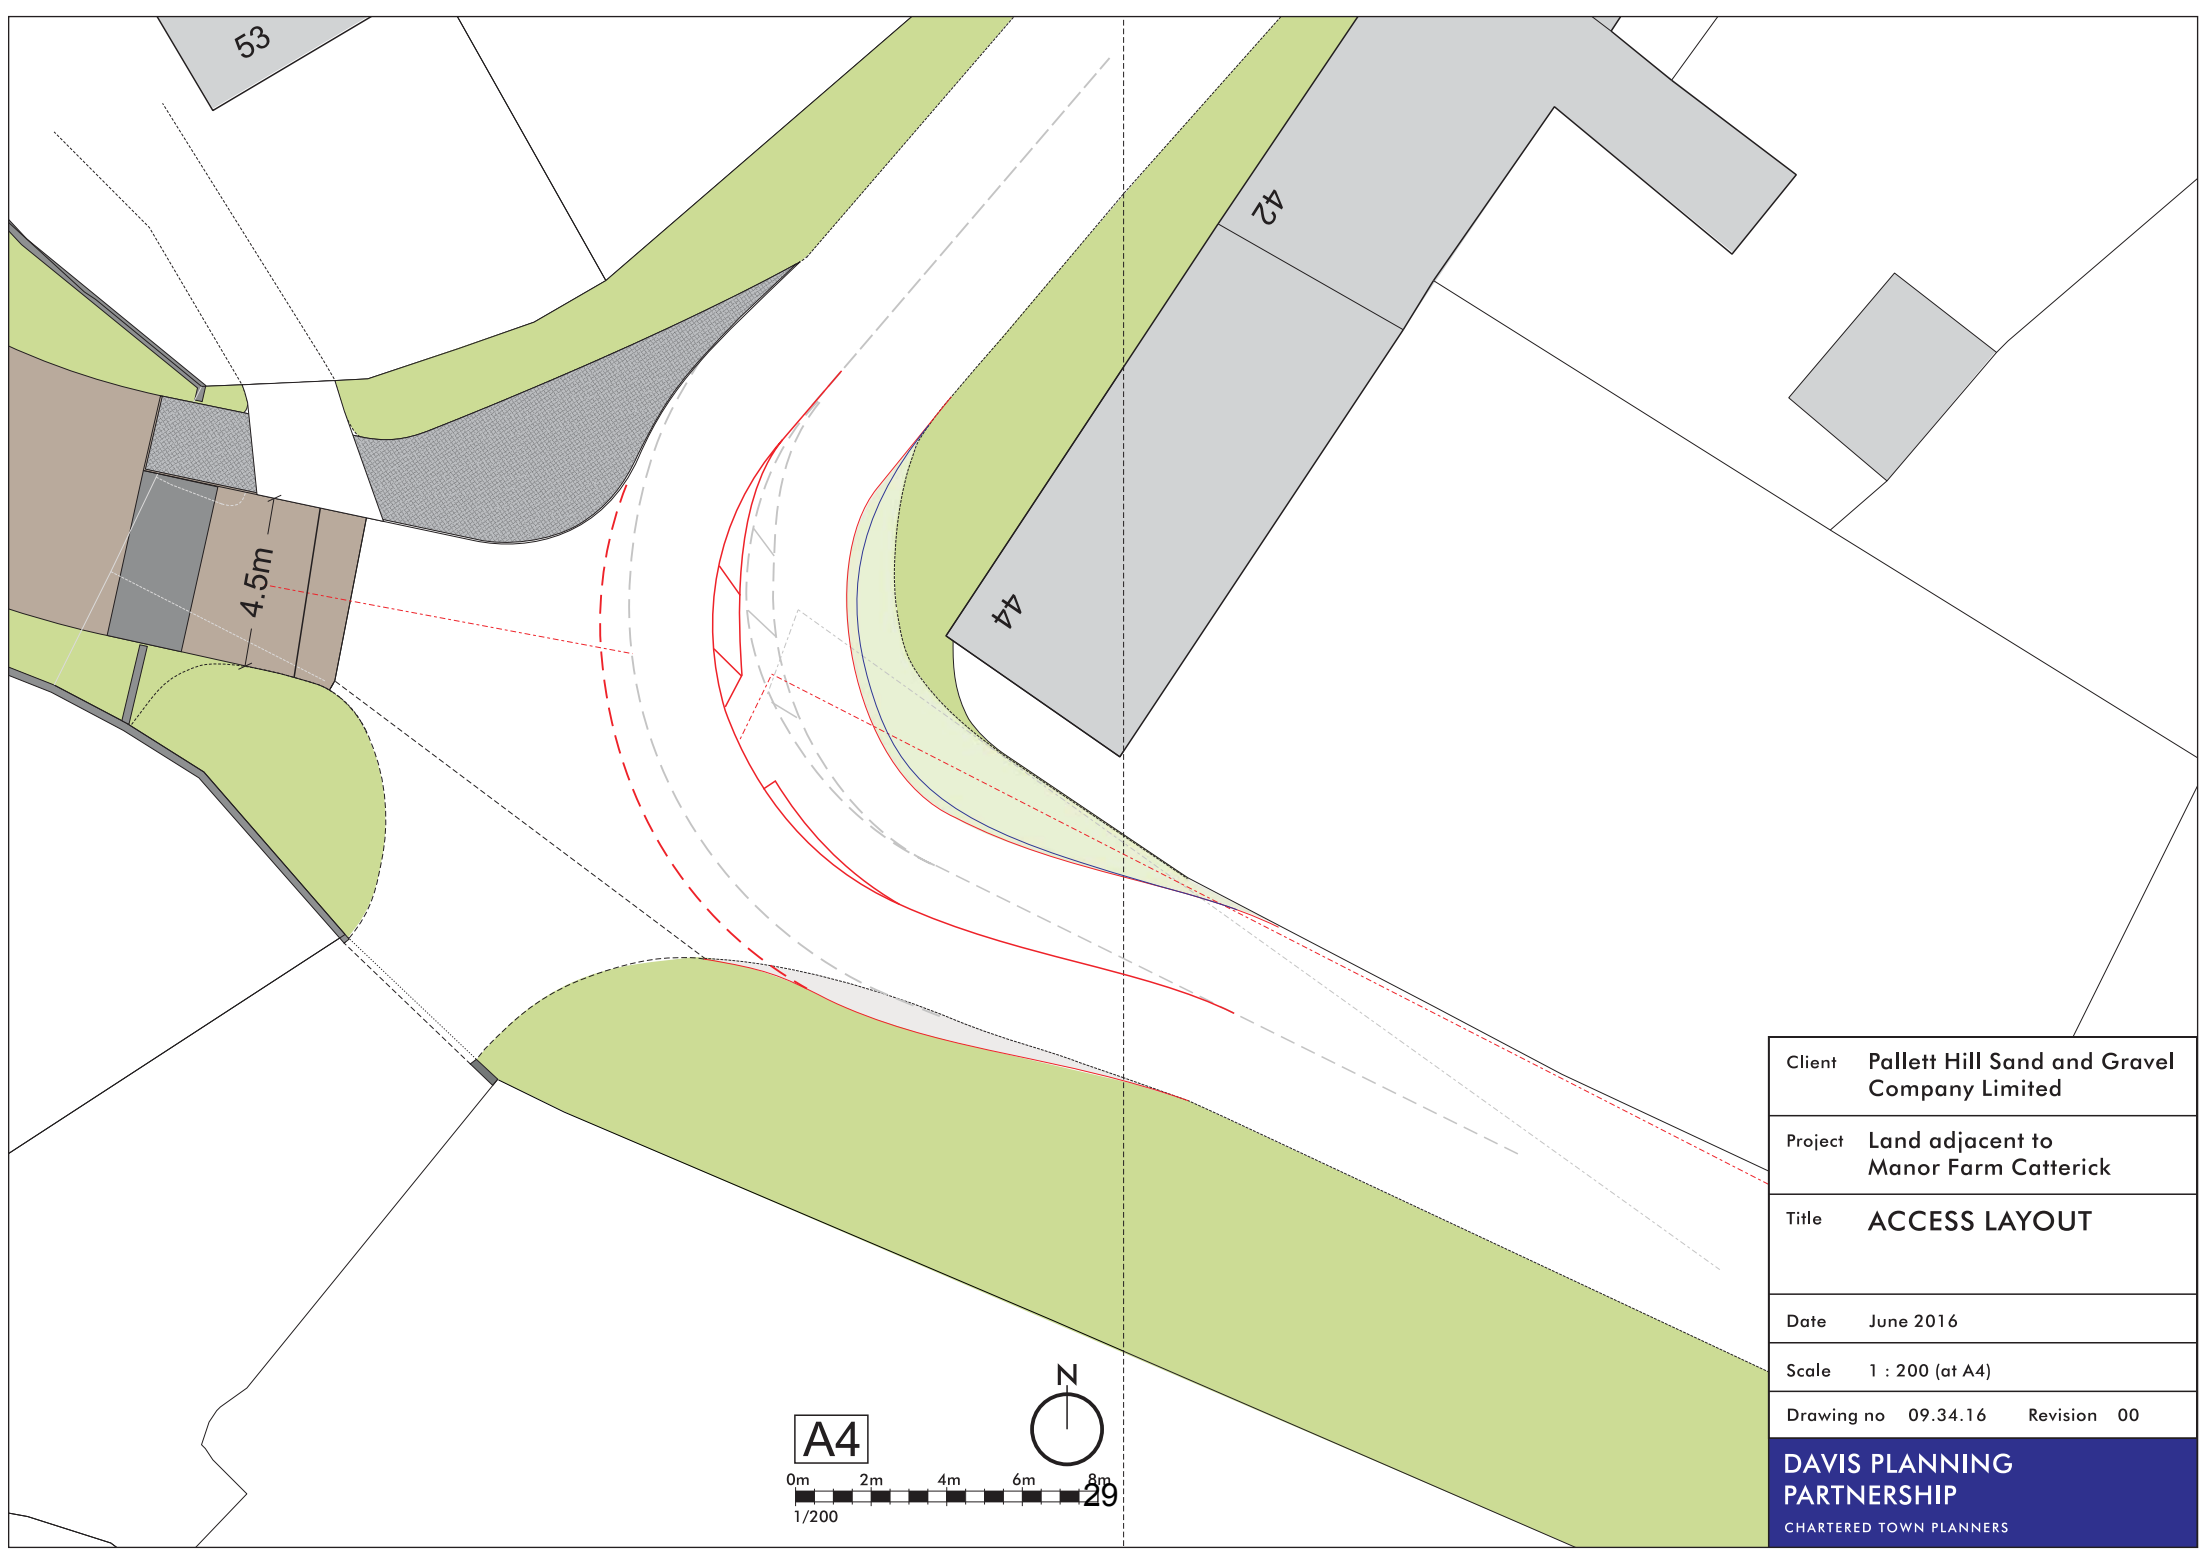 53
42
4.5m
44
Client Pallett Hill Sand and Gravel
Company Limited
Project Land adjacent to
Manor Farm Catterick
Title ACCESS LAYOUT
Date June 2016
Scale 1 : 200 (at A4)
Drawing no 09.34.16 Revision 00
DAVIS PLANNING
PARTNERSHIP
CHARTERED TOWN PLANNERS
N
A4
0m 2m 4m 6m 8m
29
1/200